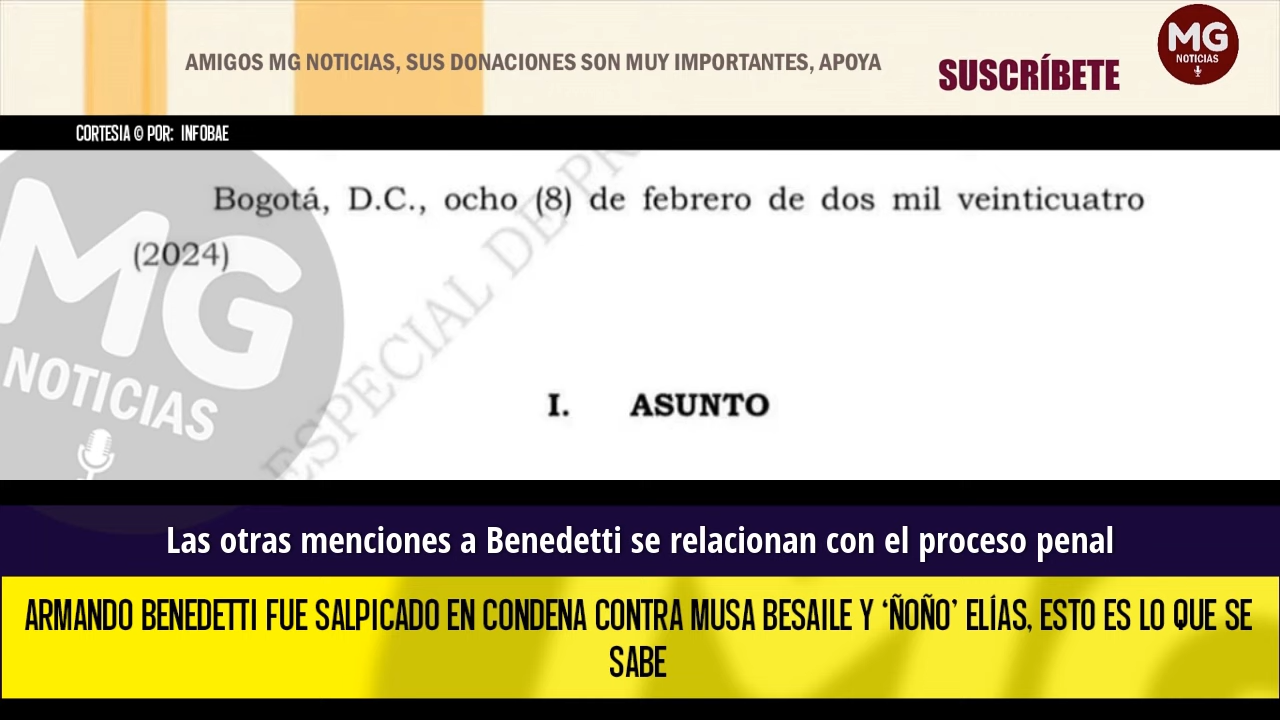 AMIGOS MG NOTICIAS, SUS DONACIONES SON MUY IMPORTANTES, APOYA
SUSCRÍBETE
MG
NOTICIAS
CORTESIA © POR: INFOBAE
Bogotá, D.C., ocho (8) de febrero de dos mil veinticuatro
(2024)
MG
NOTICIAS
ESPECIAL DE
I. ASUNTO
Las otras menciones a Benedetti se relacionan con el proceso penal
ARMANDO BENEDETTI FUE SALPICADO EN CONDENA CONTRA MUSA BESAILE Y ‘ÑOÑO’ ELÍAS, ESTO ES LO QUE SE
SABE